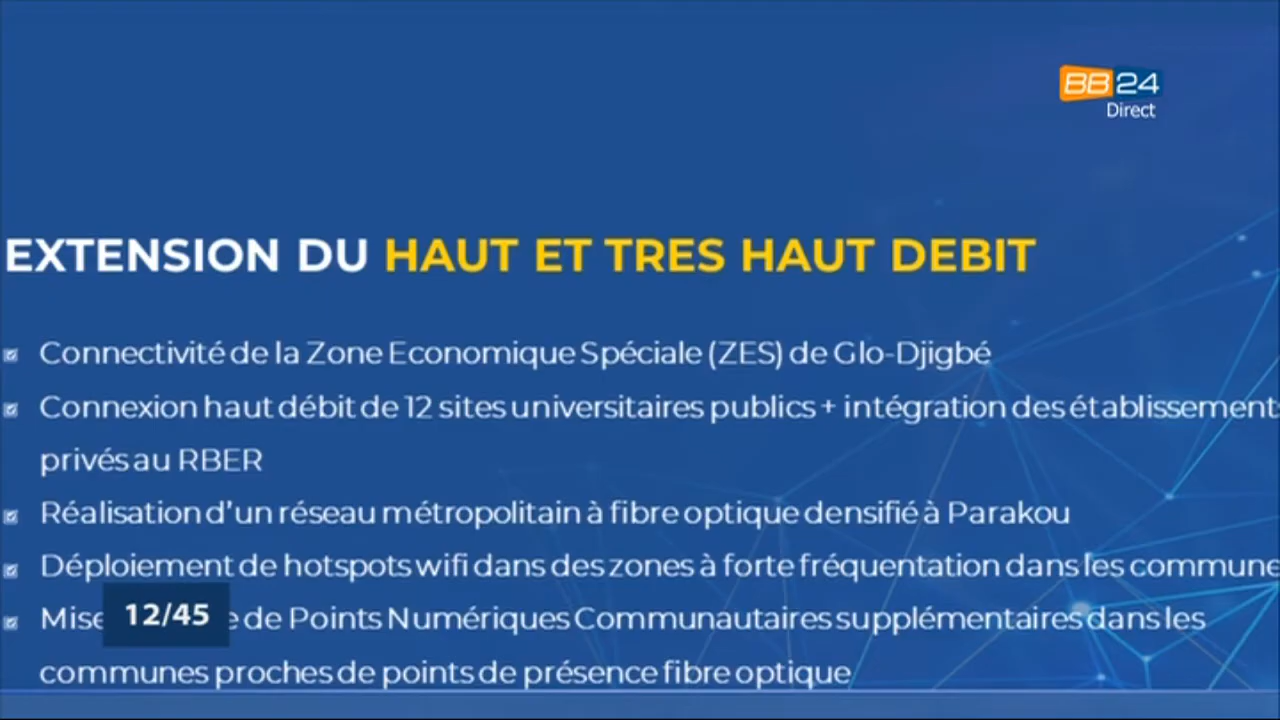 BB24
Direct
EXTENSION DU HAUT ET TRES HAUT DEBIT
Connectivité de la Zone Economique Spéciale (ZES) de Glo-Djigbé
Connexion haut débit de 12 sites universitaires publics + intégration des établissement
privés au RBER
Réalisation d'un réseau métropolitain à fibre optique densifié à Parakou
Déploiement de hotspots wifi dans des zones à forte fréquentation dans les commune
Mise de Points Numériques Communautaires supplémentaires dans les
12/45
communes proches de points de présence fibre optique